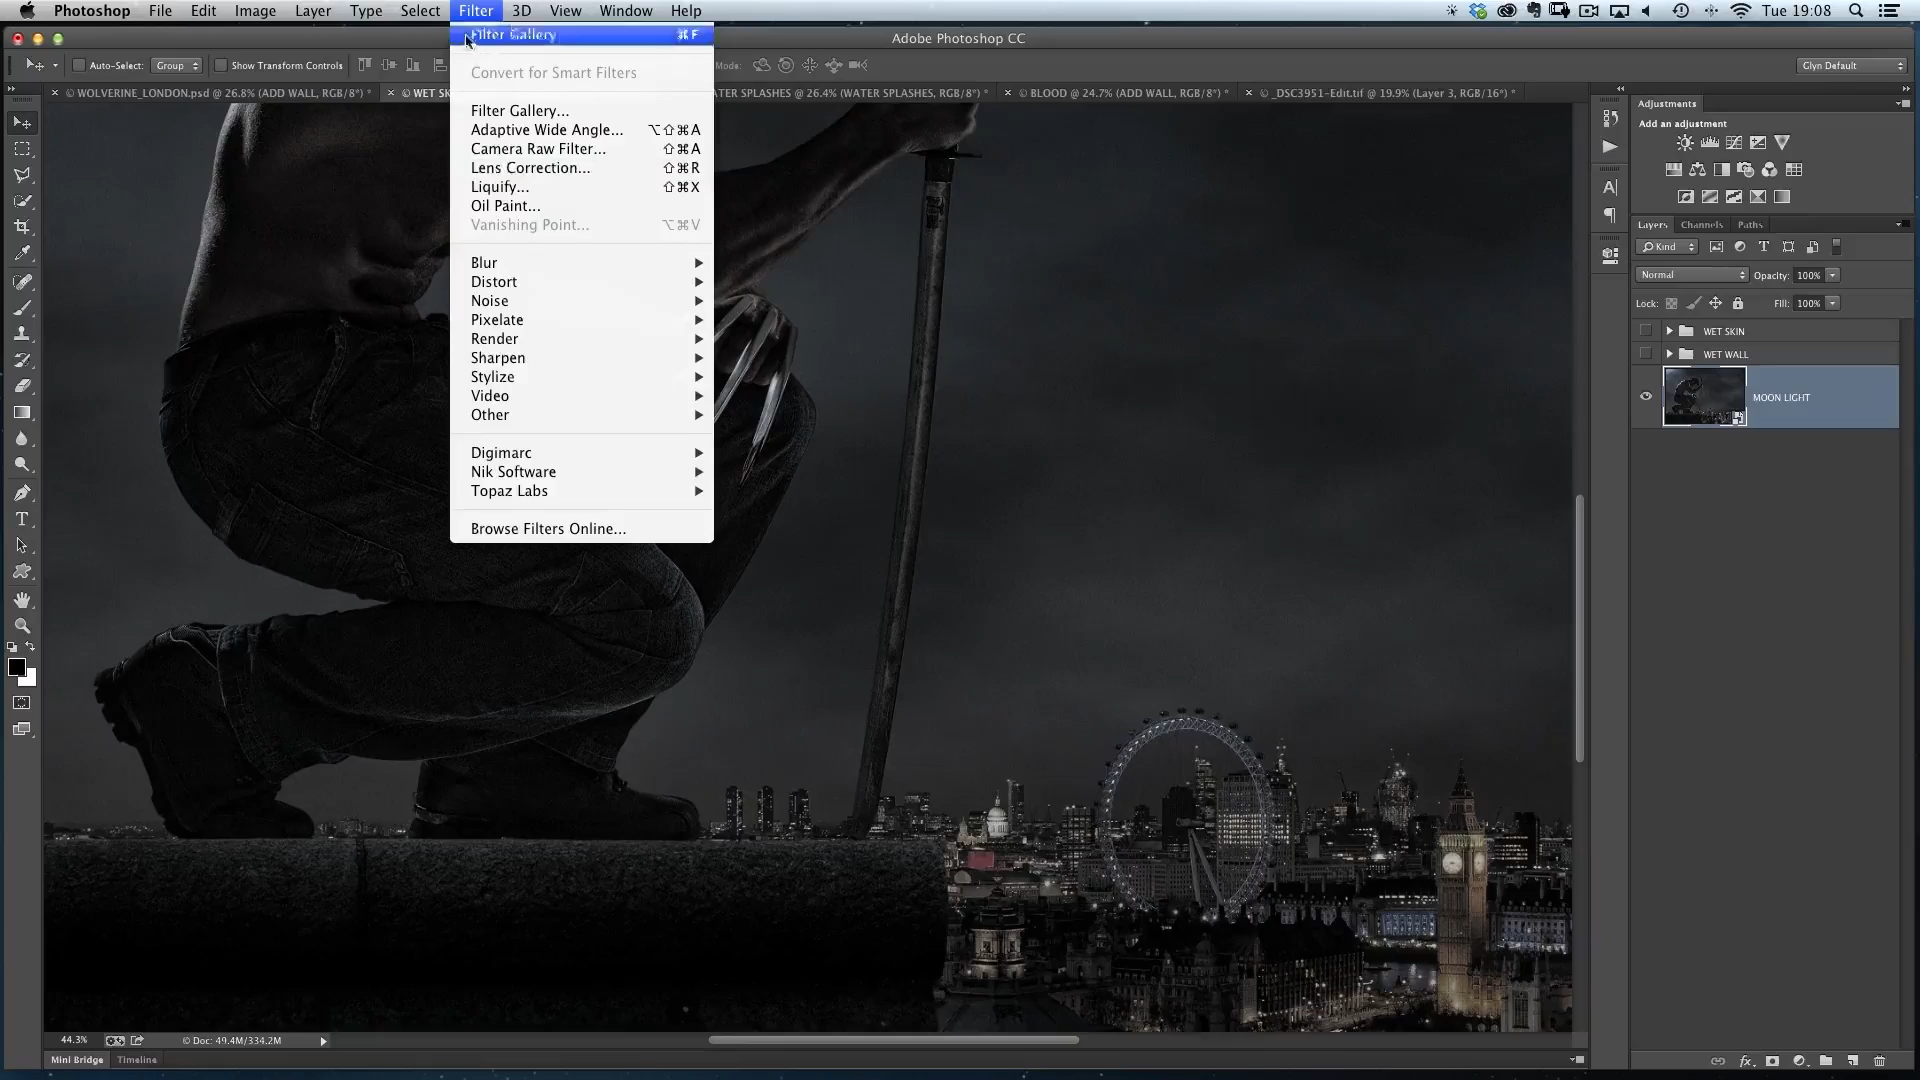 Photoshop File Edit Image Layer Type Select Filter 3D View Window Help Tue 19:08
Adobe Photoshop CC
Auto-Select: Group Show Transform Controls Mode: Glyn Default
© WOLVERINE_LONDON.psd @ 26.8% (ADD WALL, RGB/8*) * © WET SK ATER SPLASHES @ 26.4% (WATER SPLASHES, RGB/8*) * © BLOOD @ 24.7% (ADD WALL, RGB/8*) * © _DSC3951-Edit.tif @ 19.9% (Layer 3, RGB/16*) *
Filter Gallery ⌘F
Convert for Smart Filters
Filter Gallery...
Adaptive Wide Angle... ⌥⇧⌘A
Camera Raw Filter... ⇧⌘A
Lens Correction... ⇧⌘R
Liquify... ⇧⌘X
Oil Paint...
Vanishing Point... ⌥⌘V
Blur
Distort
Noise
Pixelate
Render
Sharpen
Stylize
Video
Other
Digimarc
Nik Software
Topaz Labs
Browse Filters Online...
Adjustments
Add an adjustment
Layers Channels Paths
Kind
Normal Opacity: 100%
Lock: Fill: 100%
WET SKIN
WET WALL
MOON LIGHT
44.3% © Doc: 49.4M/334.2M
Mini Bridge Timeline